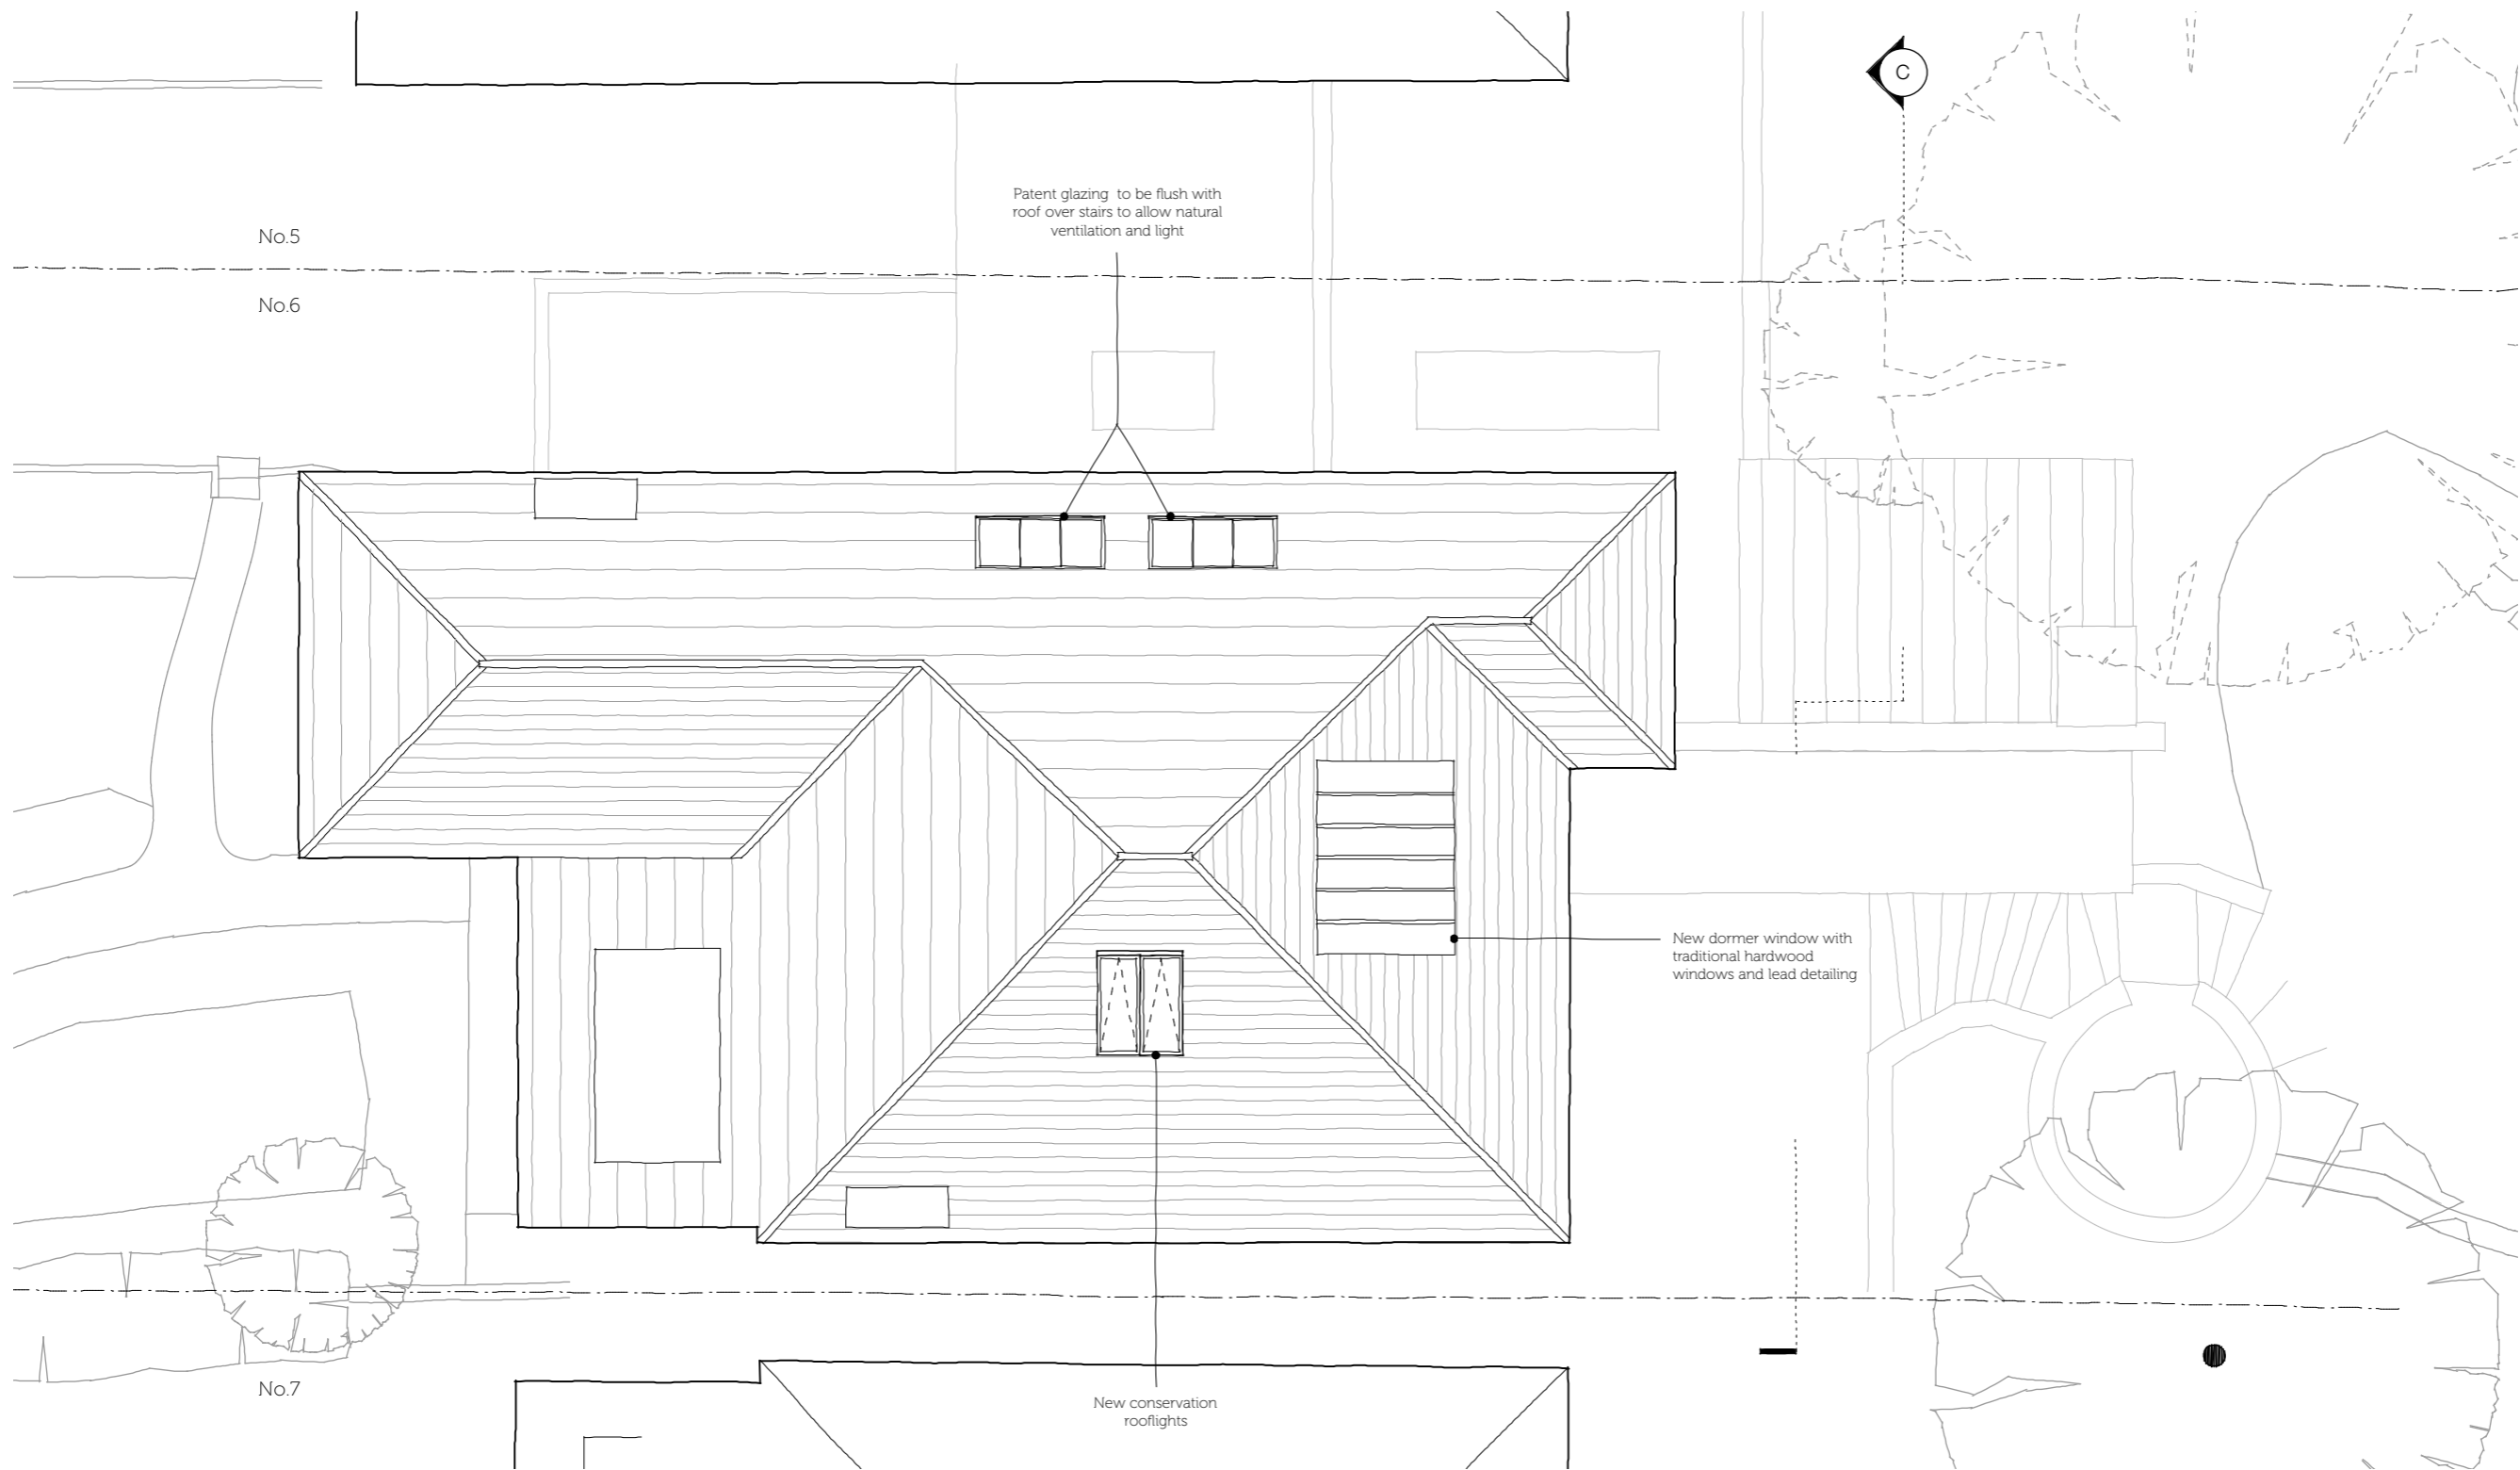 C
Patent glazing to be flush with
roof over stairs to allow natural
ventilation and light
No.5
No.6
New dormer window with
traditional hardwood
windows and lead detailing
No.7
New conservation
rooflights